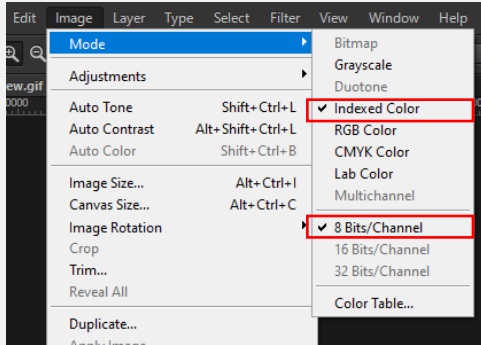 Edit Image Layer Type Select Filter View Window Help
Mode
Adjustments
ew.gif
0000
Auto Tone Shift+Ctrl+L
Auto Contrast Alt+Shift+Ctrl+L
Auto Color Shift+Ctrl+B
Image Size... Alt+Ctrl+I
Canvas Size... Alt+Ctrl+C
Image Rotation
Crop
Trim...
Reveal All
Duplicate...
Apply Image
Bitmap
Grayscale
Duotone
Indexed Color
RGB Color
CMYK Color
Lab Color
Multichannel
8 Bits/Channel
16 Bits/Channel
32 Bits/Channel
Color Table...